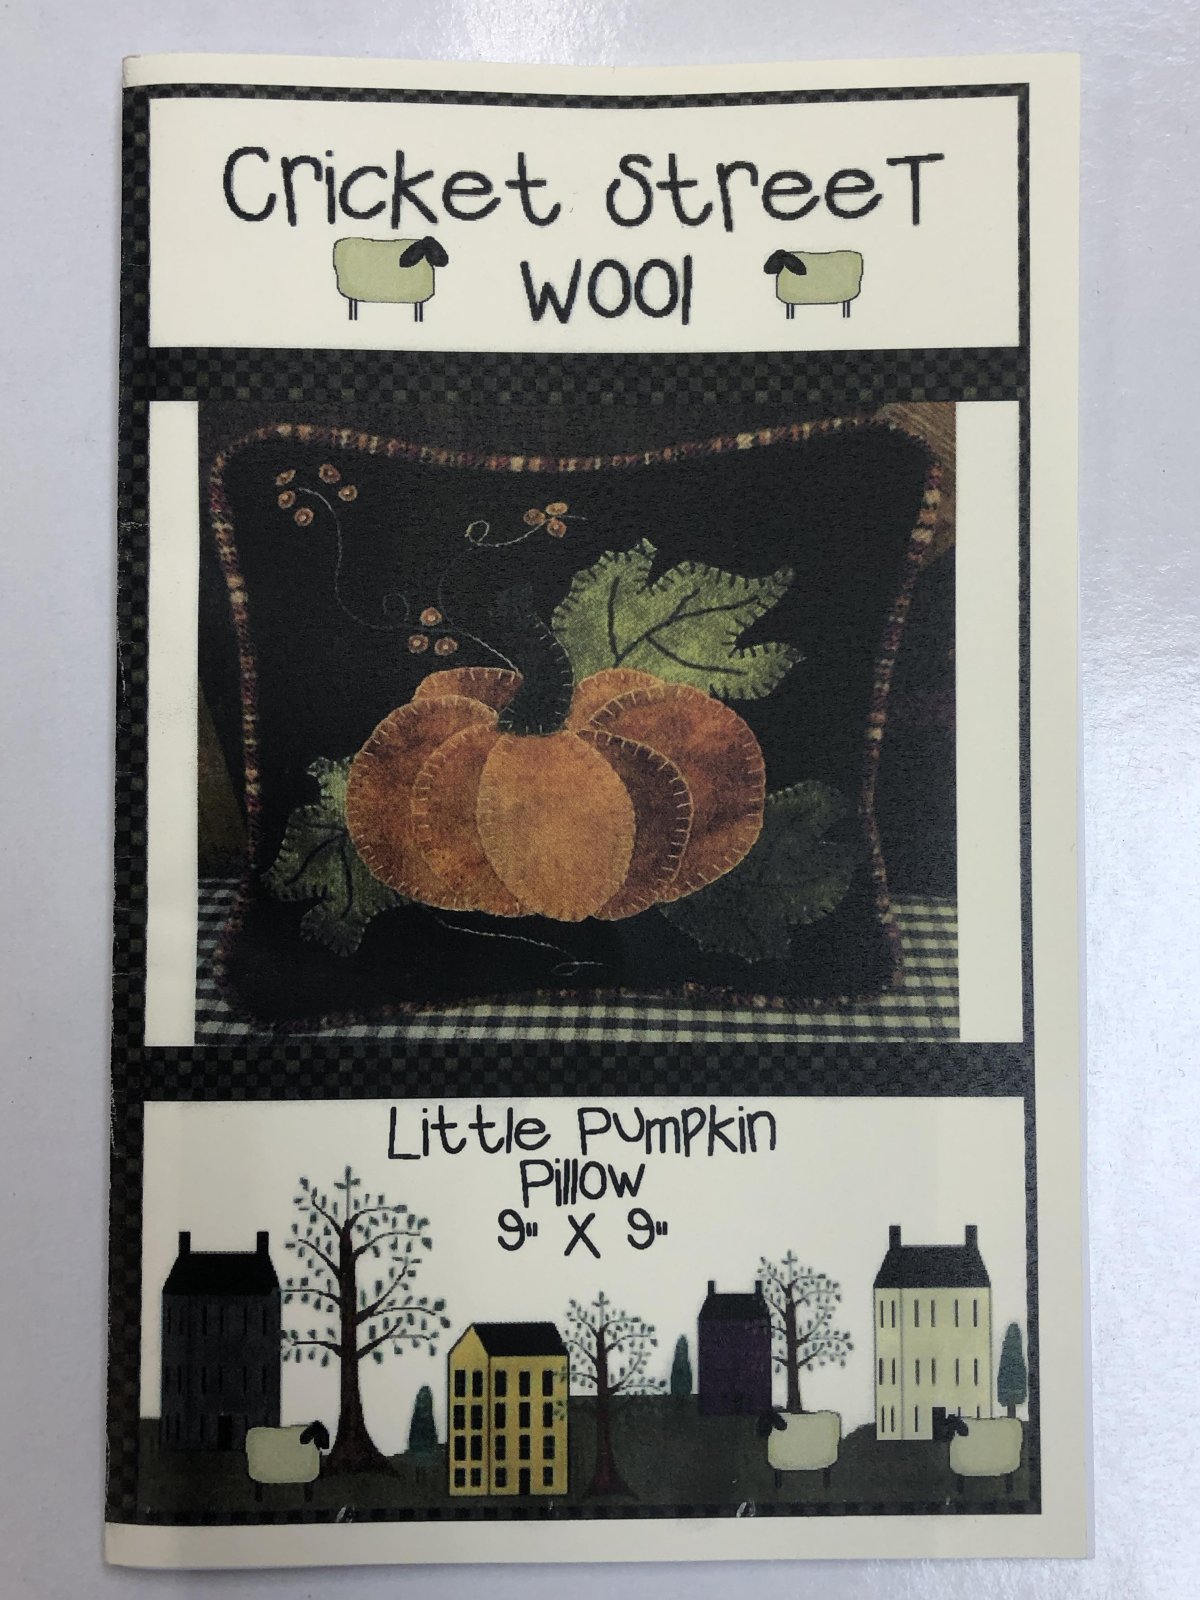 Cricket Street
Wool
Little Pumpkin
Pillow
9" X 9"